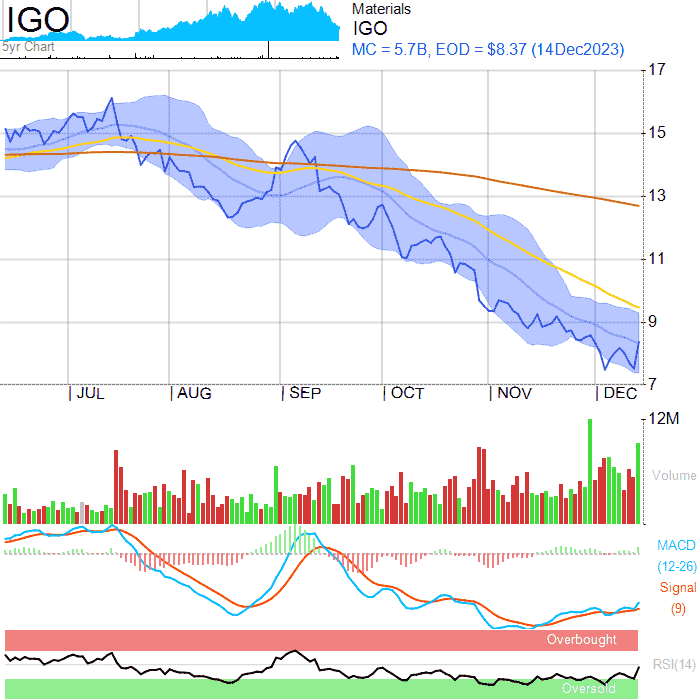 IGO
5yr Chart
Materials
IGO
MC = 5.7B, EOD = $8.37 (14Dec2023)
17
15
13
11
9
7
JUL AUG SEP OCT NOV DEC
12M
Volume
MACD
(12-26)
Signal
(9)
Overbought
RSI(14)
Oversold